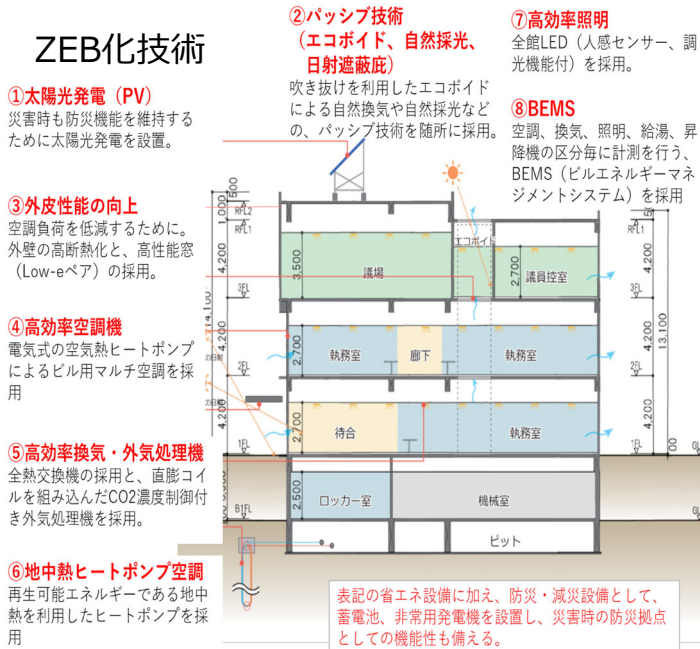 ZEB化技術
①太陽光発電（PV）
災害時も防災機能を維持する
ために太陽光発電を設置。
②パッシブ技術
（エコボイド、自然採光、
日射遮蔽庇）
吹き抜けを利用したエコボイド
による自然換気や自然採光など
の、パッシブ技術を随所に採用。
⑦高効率照明
全館LED（人感センサー、調
光機能付）を採用。
⑧BEMS
空調、換気、照明、給湯、昇
降機の区分毎に計測を行う、
BEMS（ビルエネルギーマネ
ジメントシステム）を採用
③外皮性能の向上
空調負荷を低減するために。
外壁の高断熱化と、高性能窓
（Low-eペア）の採用。
④高効率空調機
電気式の空気熱ヒートポンプ
によるビル用マルチ空調を採
用
⑤高効率換気・外気処理機
全熱交換機の採用と、直膨コイ
ルを組み込んだCO2濃度制御付
き外気処理機を採用。
⑥地中熱ヒートポンプ空調
再生可能エネルギーである地中
熱を利用したヒートポンプを採
用
500
1,000
RFL2
RFL1
4,200
3FL
14,100
4,200
2FL
4,200
1FL
B1FL
3,500
議場
エコボイド
2,700
議員控室
2,700
執務室
廊下
執務室
2,700
待合
執務室
2,500
ロッカー室
機械室
ピット
RFL1
4,200
3FL
13,100
4,200
2FL
4,200
1FL
GL
GL
表記の省エネ設備に加え、防災・減災設備として、
蓄電池、非常用発電機を設置し、災害時の防災拠点
としての機能性も備える。